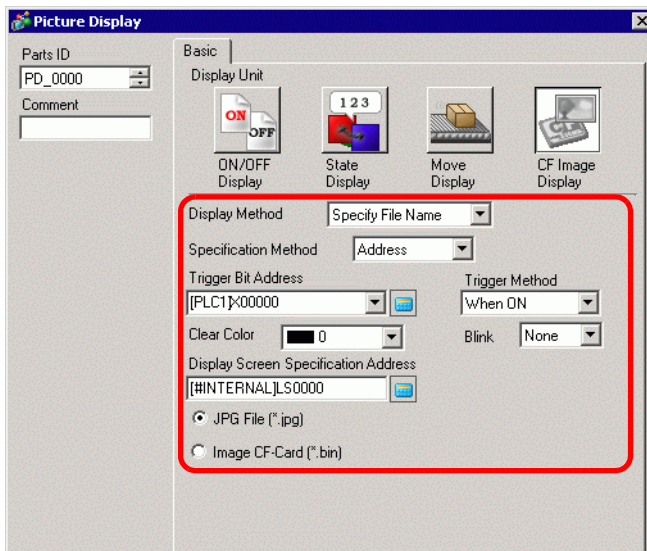 Picture Display
Parts ID
PD_0000
Comment
Basic
Display Unit
ON
OFF
ON/OFF
Display
123
State
Display
Move
Display
CF Image
Display
Display Method Specify File Name
Specification Method Address
Trigger Bit Address Trigger Method
[PLC1]X00000 When ON
Clear Color 0 Blink None
Display Screen Specification Address
[#INTERNAL]LS0000
JPG File (*.jpg)
Image CF-Card (*.bin)